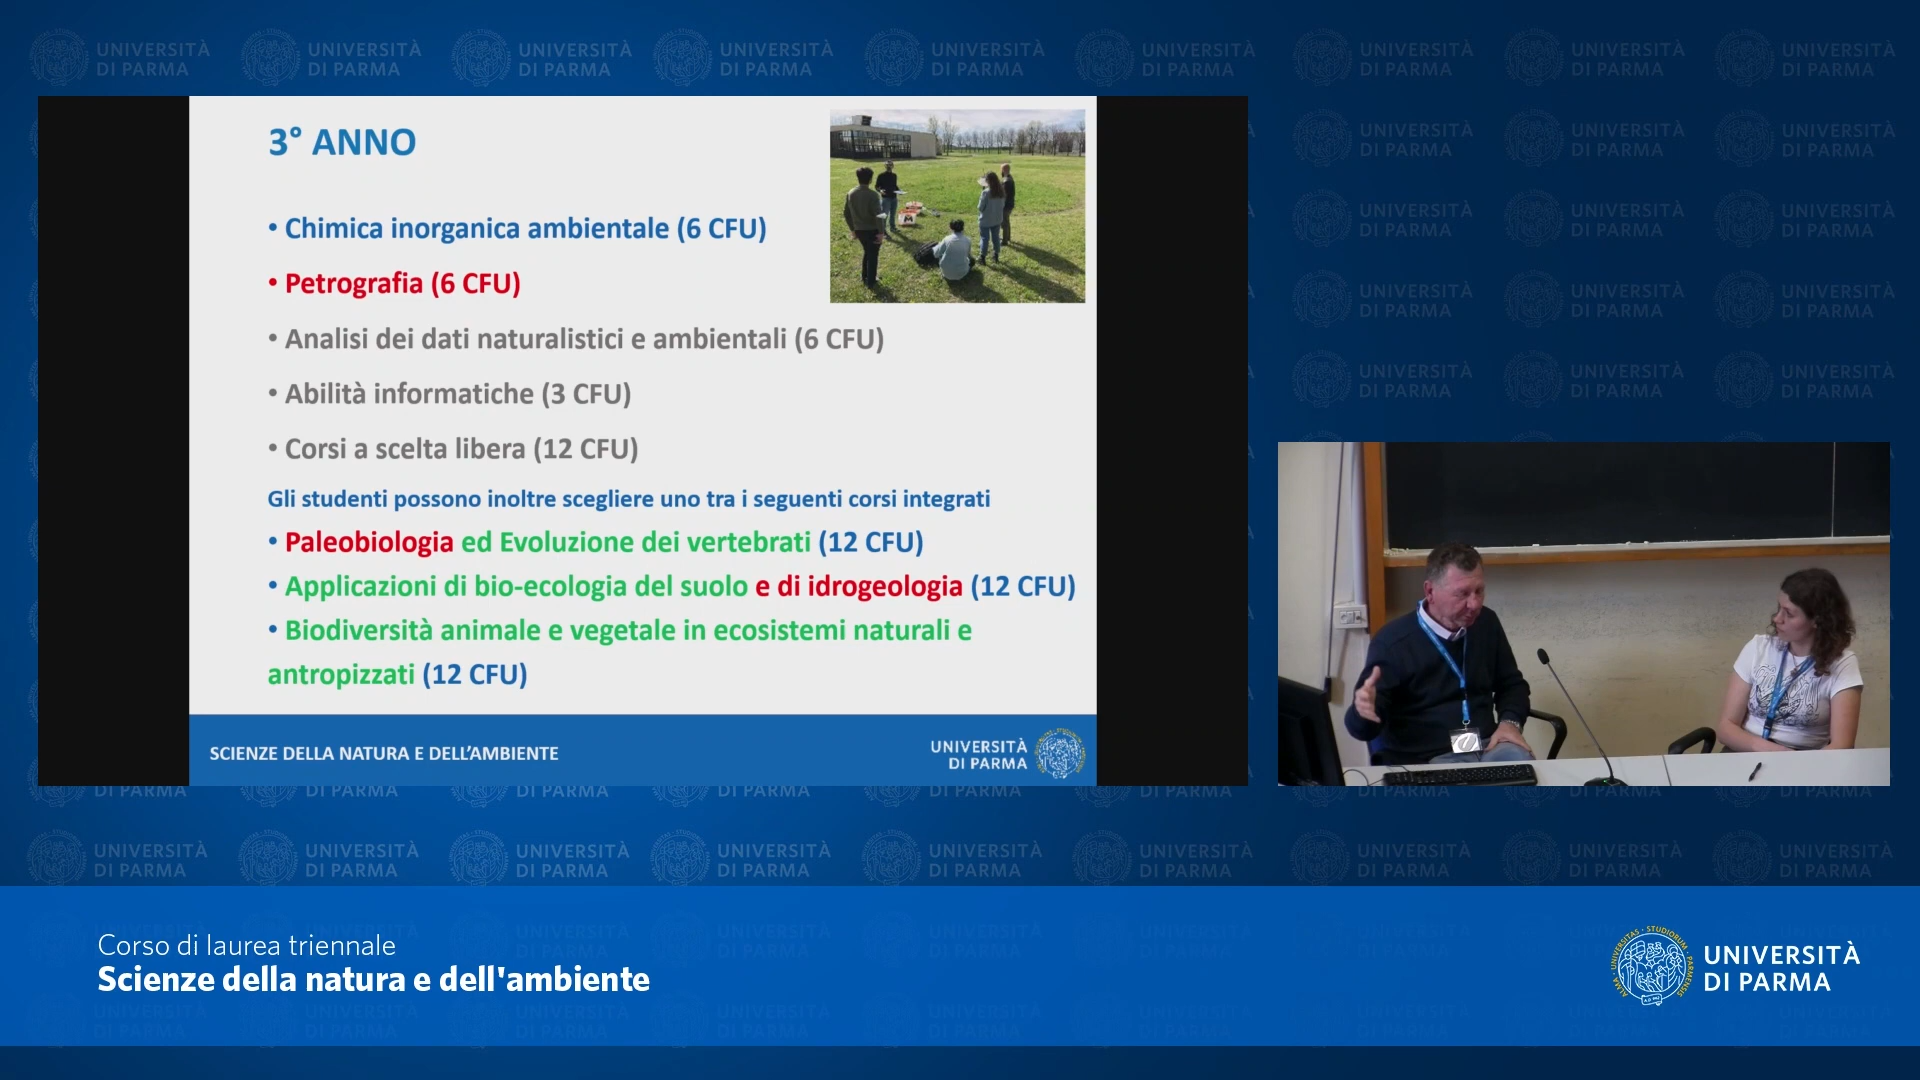 3° ANNO
• Chimica inorganica ambientale (6 CFU)
• Petrografia (6 CFU)
• Analisi dei dati naturalistici e ambientali (6 CFU)
• Abilità informatiche (3 CFU)
• Corsi a scelta libera (12 CFU)
Gli studenti possono inoltre scegliere uno tra i seguenti corsi integrati
• Paleobiologia ed Evoluzione dei vertebrati (12 CFU)
• Applicazioni di bio-ecologia del suolo e di idrogeologia (12 CFU)
• Biodiversità animale e vegetale in ecosistemi naturali e
antropizzati (12 CFU)
SCIENZE DELLA NATURA E DELL'AMBIENTE
UNIVERSITÀ
DI PARMA
Corso di laurea triennale
Scienze della natura e dell'ambiente
UNIVERSITÀ
DI PARMA